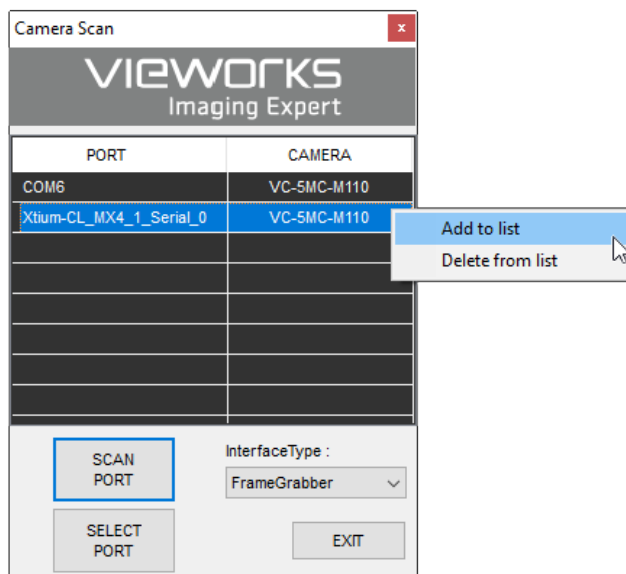 Camera Scan
x
vieworks
Imaging Expert
PORT CAMERA
COM6 VC-5MC-M110
Xtium-CL_MX4_1_Serial_0 VC-5MC-M110
Add to list
Delete from list
SCAN
PORT
InterfaceType :
FrameGrabber
SELECT
PORT
EXIT